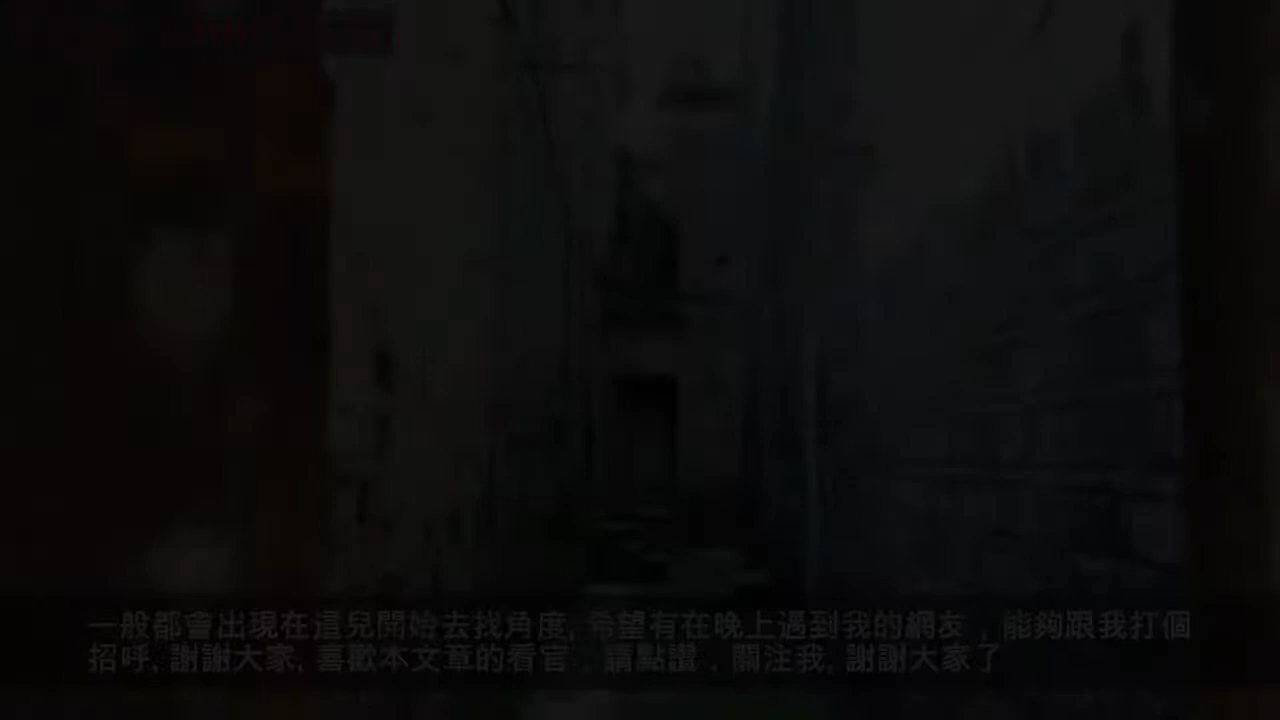 一般都會出現在這兒開始去找角度, 希望有在晚上遇到我的網友，能夠跟我打個
招呼, 謝謝大家, 喜歡本文章的看官，請點讚，關注我, 謝謝大家了